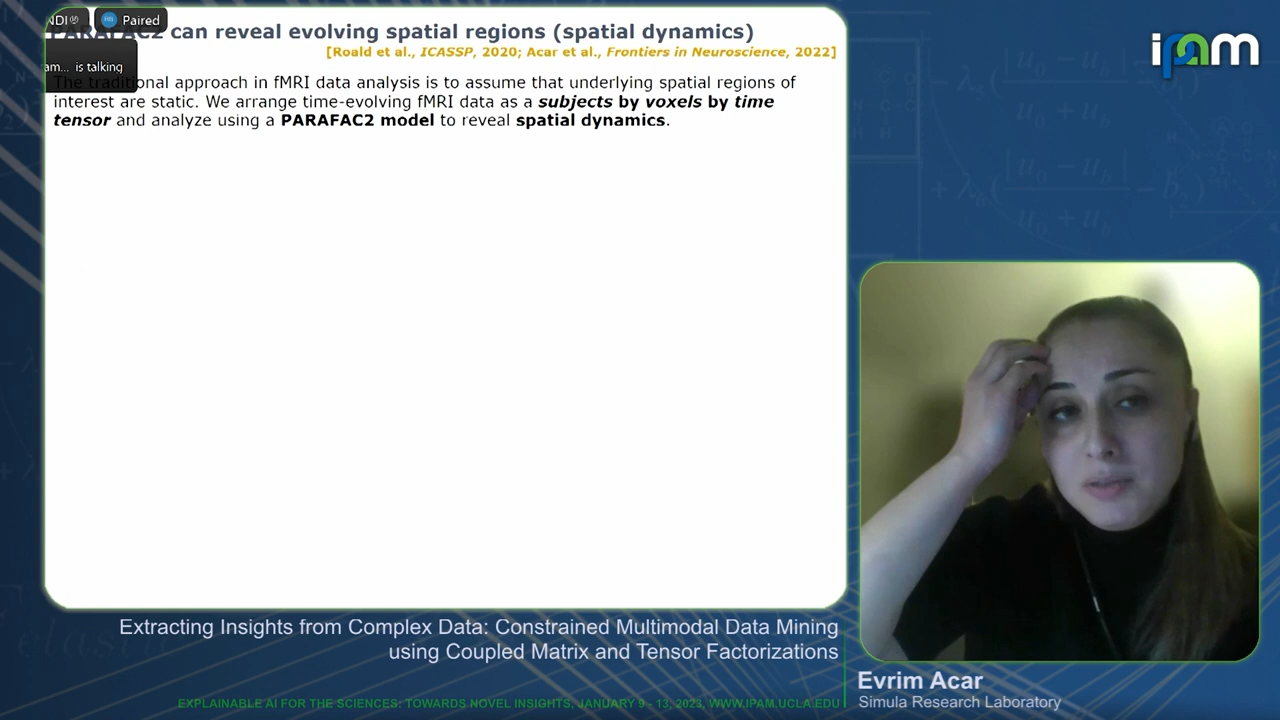 NDI
Paired
PARAFAC2 can reveal evolving spatial regions (spatial dynamics)
[Roald et al., ICASSP, 2020; Acar et al., Frontiers in Neuroscience, 2022]
am... is talking
The traditional approach in fMRI data analysis is to assume that underlying spatial regions of
interest are static. We arrange time-evolving fMRI data as a subjects by voxels by time
tensor and analyze using a PARAFAC2 model to reveal spatial dynamics.
ipam
Extracting Insights from Complex Data: Constrained Multimodal Data Mining
using Coupled Matrix and Tensor Factorizations
Evrim Acar
Simula Research Laboratory
EXPLAINABLE AI FOR THE SCIENCES: TOWARDS NOVEL INSIGHTS, JANUARY 9 - 13, 2023, WWW.IPAM.UCLA.EDU